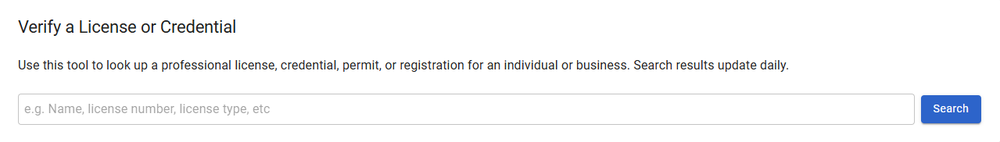 Verify a License or Credential
Use this tool to look up a professional license, credential, permit, or registration for an individual or business. Search results update daily.
e.g. Name, license number, license type, etc
Search